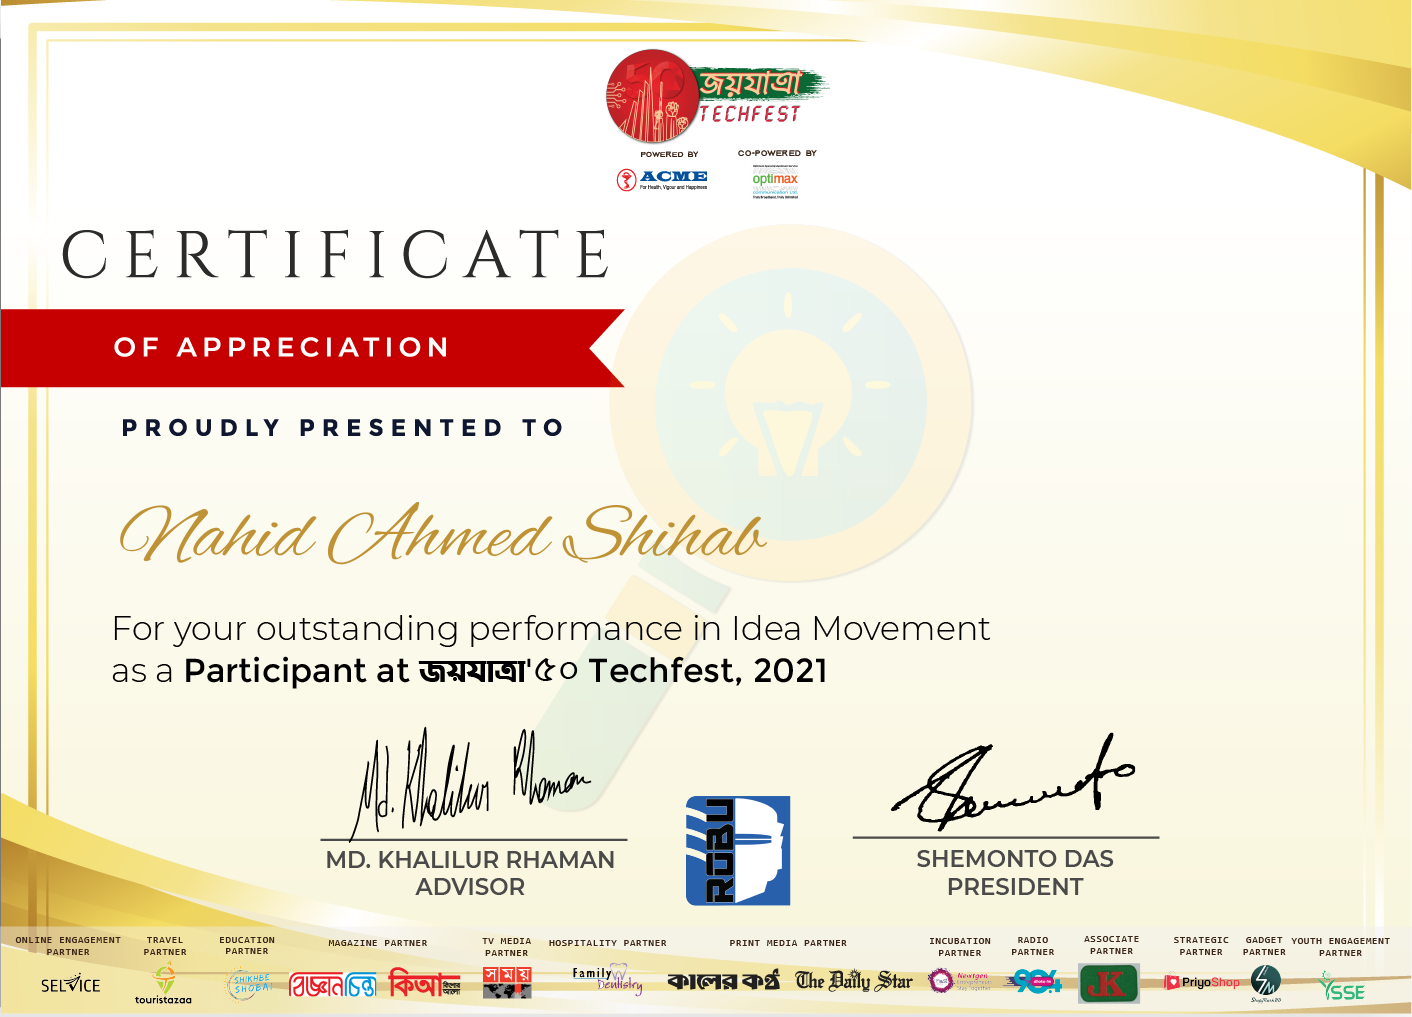 জয়যাত্রা
TECHFEST
POWERED BY
CO-POWERED BY
ACME
For Health, Vigour and Happiness
optimax
communication Ltd.
CERTIFICATE
OF APPRECIATION
PROUDLY PRESENTED TO
Nahid Ahmed Shihab
For your outstanding performance in Idea Movement
as a Participant at জয়যাত্রা'৫০ Techfest, 2021
Md. Khalilur Rhaman
Shemonto
MD. KHALILUR RHAMAN
ADVISOR
ROBU
SHEMONTO DAS
PRESIDENT
ONLINE ENGAGEMENT PARTNER
TRAVEL PARTNER
EDUCATION PARTNER
MAGAZINE PARTNER
TV MEDIA PARTNER
HOSPITALITY PARTNER
PRINT MEDIA PARTNER
INCUBATION PARTNER
RADIO PARTNER
ASSOCIATE PARTNER
STRATEGIC PARTNER
GADGET PARTNER
YOUTH ENGAGEMENT PARTNER
SELVICE
touristazaa
SHIKHBE SHOBAI
বিজ্ঞানচিন্তা
কিআ
কিশোর আলো
সময়
Family Dentistry
কালের কণ্ঠ
The Daily Star
Nextgen
JK
PriyoShop
YSSE